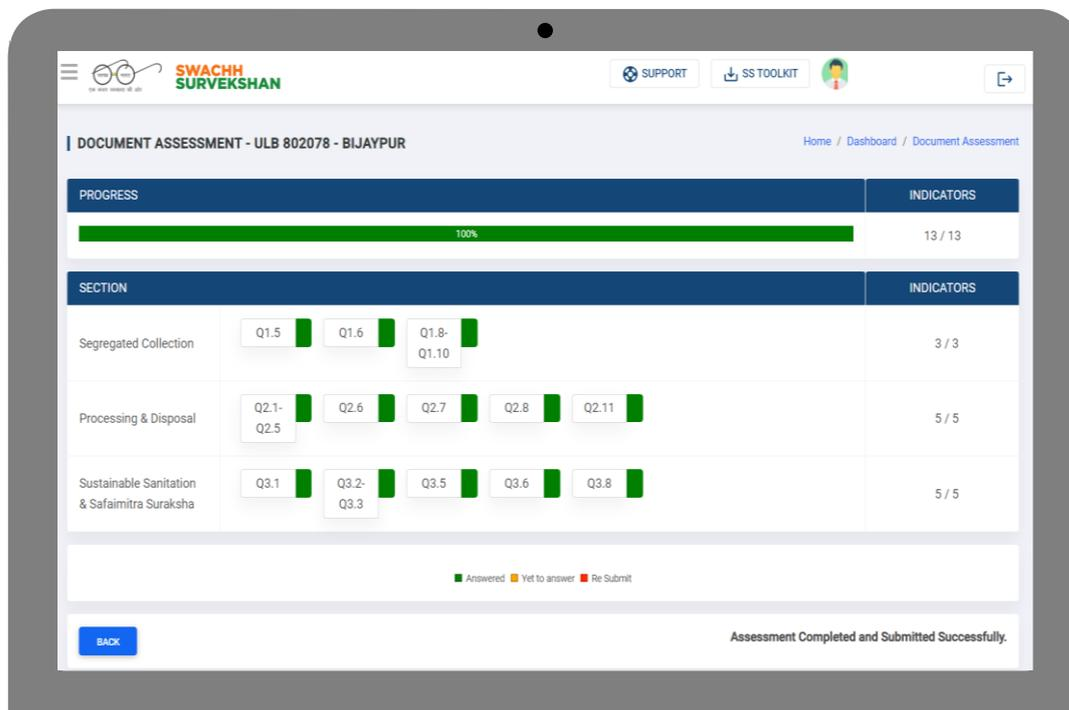 SWACHH
SURVEKSHAN
SUPPORT
SS TOOLKIT
DOCUMENT ASSESSMENT - ULB 802078 - BIJAYPUR
Home / Dashboard / Document Assessment
PROGRESS INDICATORS
100% 13 / 13
SECTION INDICATORS
Segregated Collection Q1.5 Q1.6 Q1.8-
Q1.10 3 / 3
Processing & Disposal Q2.1-
Q2.5 Q2.6 Q2.7 Q2.8 Q2.11 5 / 5
Sustainable Sanitation
& Safaimitra Suraksha Q3.1 Q3.2-
Q3.3 Q3.5 Q3.6 Q3.8 5 / 5
Answered Yet to answer Re Submit
BACK
Assessment Completed and Submitted Successfully.